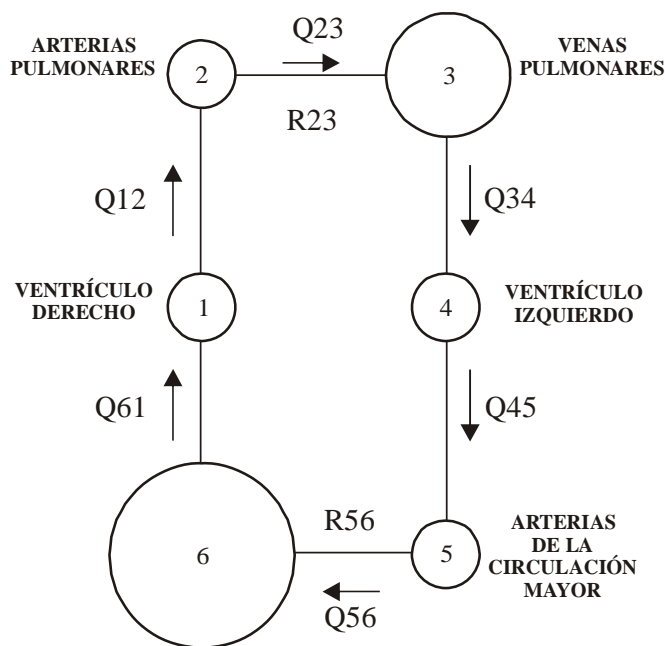 Q23
ARTERIAS
PULMONARES
2
3
VENAS
PULMONARES
R23
Q12
Q34
VENTRÍCULO
DERECHO
1
4
VENTRÍCULO
IZQUIERDO
Q61
Q45
R56
6
5
ARTERIAS
DE LA
CIRCULACIÓN
MAYOR
Q56